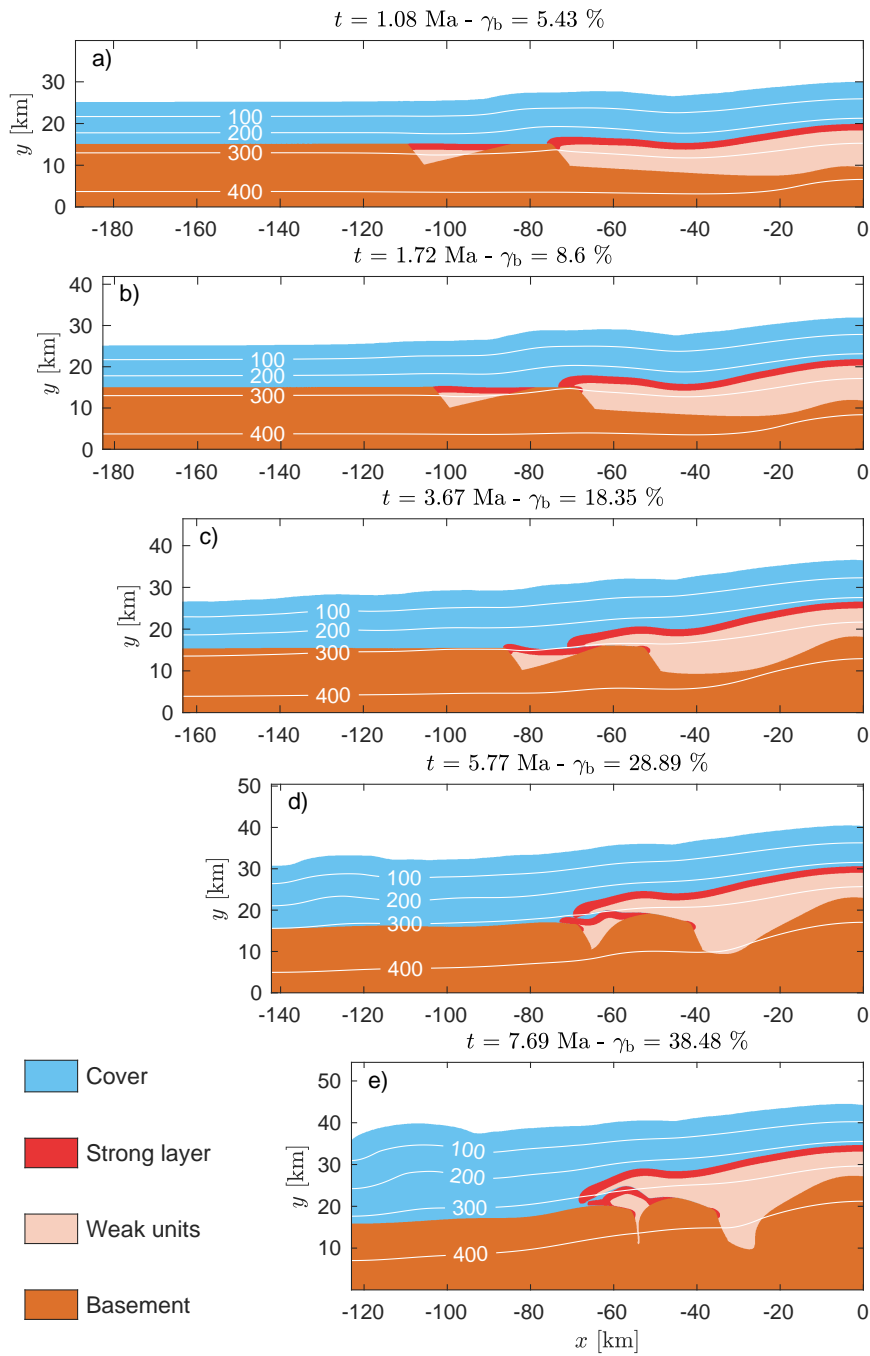 t = 1.08 Ma - γb = 5.43 %
a)
30
20
10
0
y [km]
100
200
300
400
-180 -160 -140 -120 -100 -80 -60 -40 -20 0
t = 1.72 Ma - γb = 8.6 %
b)
40
30
20
10
0
y [km]
100
200
300
400
-180 -160 -140 -120 -100 -80 -60 -40 -20 0
t = 3.67 Ma - γb = 18.35 %
c)
40
30
20
10
0
y [km]
100
200
300
400
-160 -140 -120 -100 -80 -60 -40 -20 0
t = 5.77 Ma - γb = 28.89 %
d)
50
40
30
20
10
0
y [km]
100
200
300
400
-140 -120 -100 -80 -60 -40 -20 0
t = 7.69 Ma - γb = 38.48 %
e)
50
40
30
20
10
y [km]
100
200
300
400
-120 -100 -80 -60 -40 -20 0
x [km]
Cover
Strong layer
Weak units
Basement